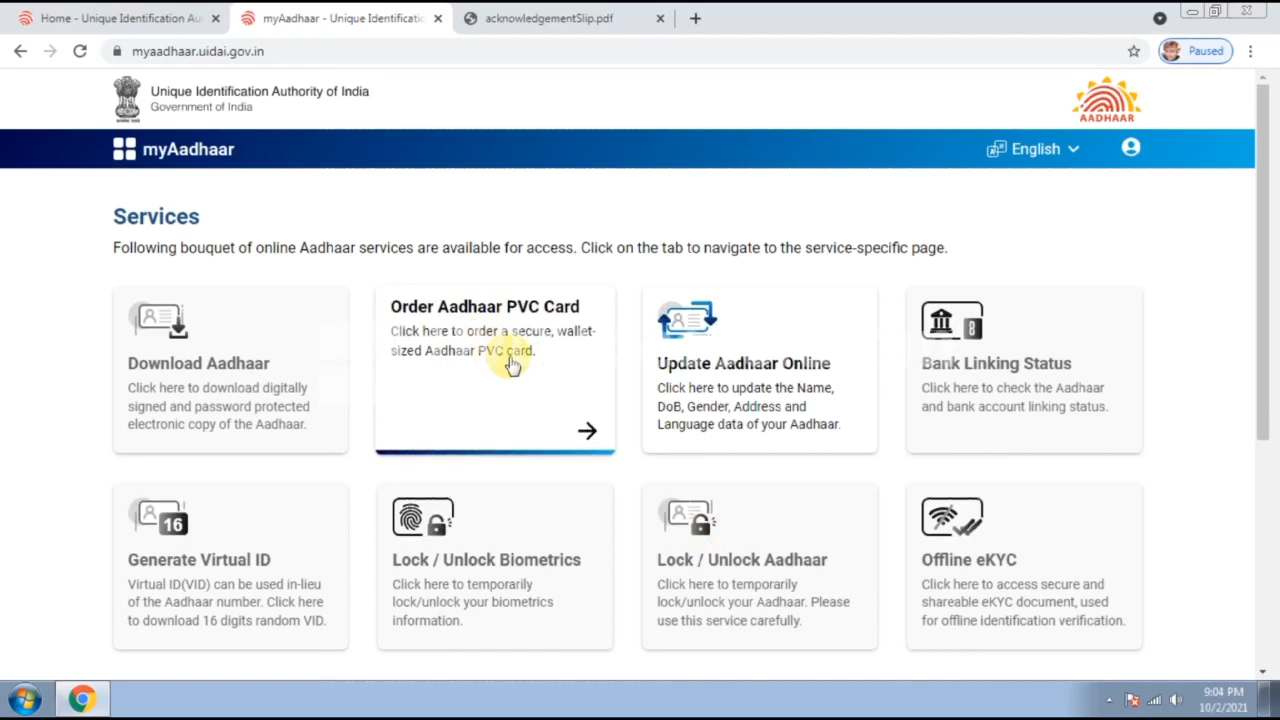 Home - Unique Identification Au
myAadhaar - Unique Identificatio
acknowledgementSlip.pdf
myaadhaar.uidai.gov.in
Paused
Unique Identification Authority of India
Government of India
AADHAAR
myAadhaar
English
Services
Following bouquet of online Aadhaar services are available for access. Click on the tab to navigate to the service-specific page.
Download Aadhaar
Click here to download digitally
signed and password protected
electronic copy of the Aadhaar.
Order Aadhaar PVC Card
Click here to order a secure, wallet-
sized Aadhaar PVC card.
Update Aadhaar Online
Click here to update the Name,
DoB, Gender, Address and
Language data of your Aadhaar.
8
Bank Linking Status
Click here to check the Aadhaar
and bank account linking status.
16
Generate Virtual ID
Virtual ID(VID) can be used in-lieu
of the Aadhaar number. Click here
to download 16 digits random VID.
Lock / Unlock Biometrics
Click here to temporarily
lock/unlock your biometrics
information.
Lock / Unlock Aadhaar
Click here to temporarily
lock/unlock your Aadhaar. Please
use this service carefully.
Offline eKYC
Click here to access secure and
shareable eKYC document, used
for offline identification verification.
9:04 PM
10/2/2021